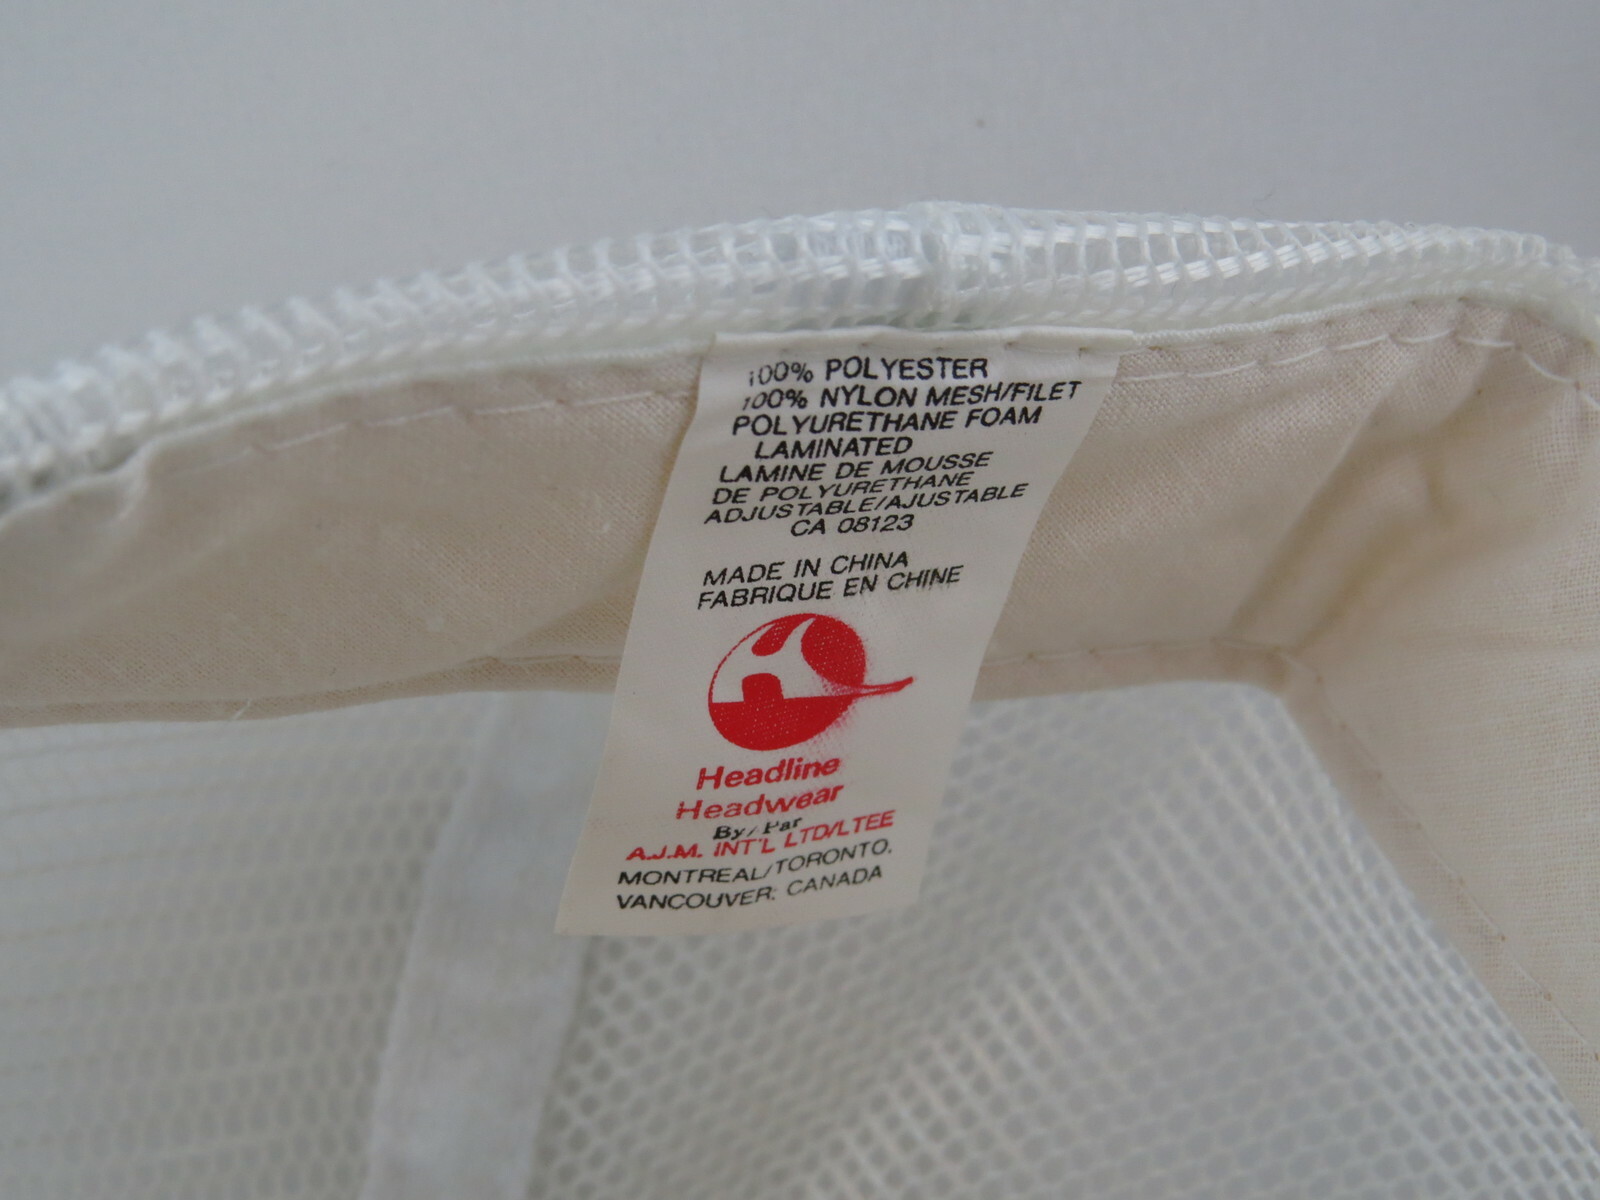 100% POLYESTER
100% NYLON MESH/FILET
POLYURETHANE FOAM
LAMINATED
LAMINE DE MOUSSE
DE POLYURETHANE
ADJUSTABLE/AJUSTABLE
CA 08123
MADE IN CHINA
FABRIQUE EN CHINE
Headline
Headwear
By/Par
A.J.M. INT'L LTD/LTEE
MONTREAL/TORONTO,
VANCOUVER: CANADA